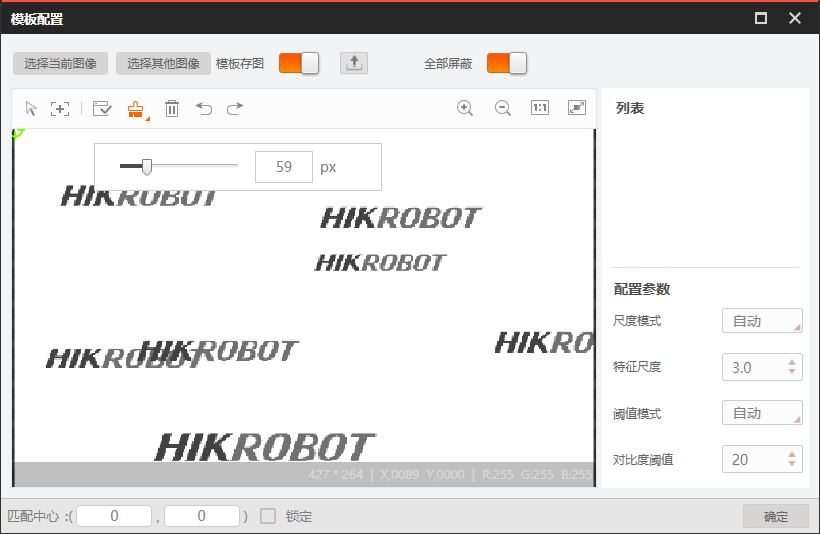 模板配置
选择当前图像 选择其他图像 模板存图 全部屏蔽
1:1
列表
59 px
HIKROBOT
HIKROBOT
HIKROBOT
HIKROBOT
HIKROBOT
HIKRO
HIKROBOT
427 * 264 | X,0089 Y,0000 | R:255 G:255 B:255
配置参数
尺度模式 自动
特征尺度 3.0
阈值模式 自动
对比度阈值 20
匹配中心 :( 0 , 0 ) 锁定 确定